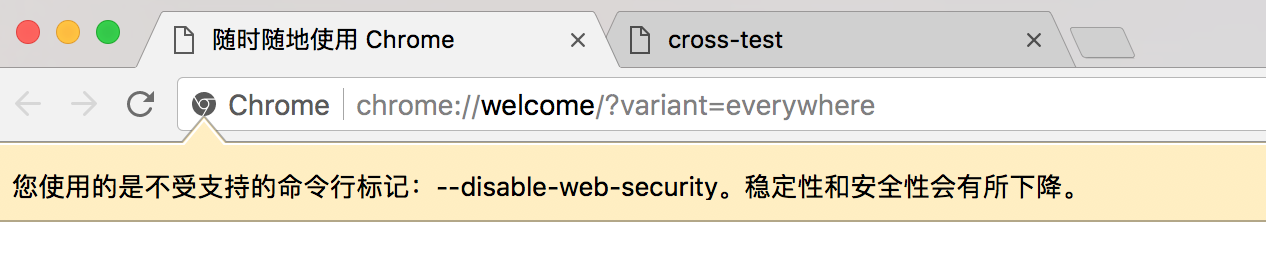 随时随地使用 Chrome
cross-test
Chrome
chrome://welcome/?variant=everywhere
您使用的是不受支持的命令行标记：--disable-web-security。稳定性和安全性会有所下降。